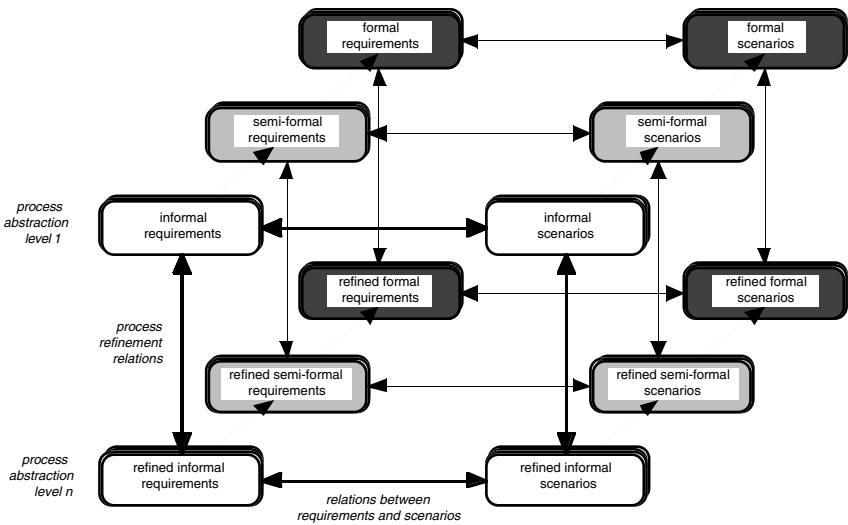 formal
requirements
formal
scenarios
semi-formal
requirements
semi-formal
scenarios
process
abstraction
level 1
informal
requirements
informal
scenarios
refined formal
requirements
refined formal
scenarios
process
refinement
relations
refined semi-formal
requirements
refined semi-formal
scenarios
process
abstraction
level n
refined informal
requirements
refined informal
scenarios
relations between
requirements and scenarios